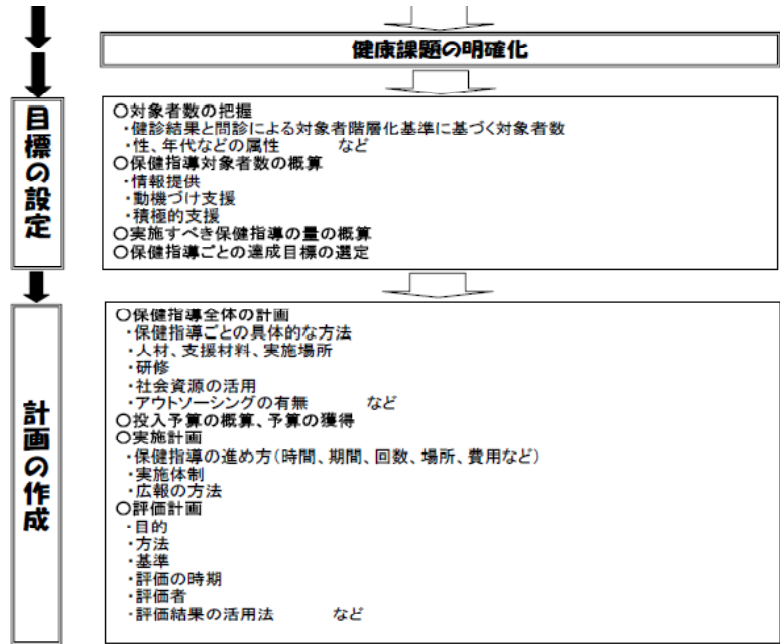 健康課題の明確化
目標の設定
○対象者数の把握
・健診結果と問診による対象者階層化基準に基づく対象者数
・性、年代などの属性　　　など
○保健指導対象者数の概算
・情報提供
・動機づけ支援
・積極的支援
○実施すべき保健指導の量の概算
○保健指導ごとの達成目標の選定
計画の作成
○保健指導全体の計画
・保健指導ごとの具体的な方法
・人材、支援材料、実施場所
・研修
・社会資源の活用
・アウトソーシングの有無　　　など
○投入予算の概算、予算の獲得
○実施計画
・保健指導の進め方（時間、期間、回数、場所、費用など）
・実施体制
・広報の方法
○評価計画
・目的
・方法
・基準
・評価の時期
・評価者
・評価結果の活用法　　　など